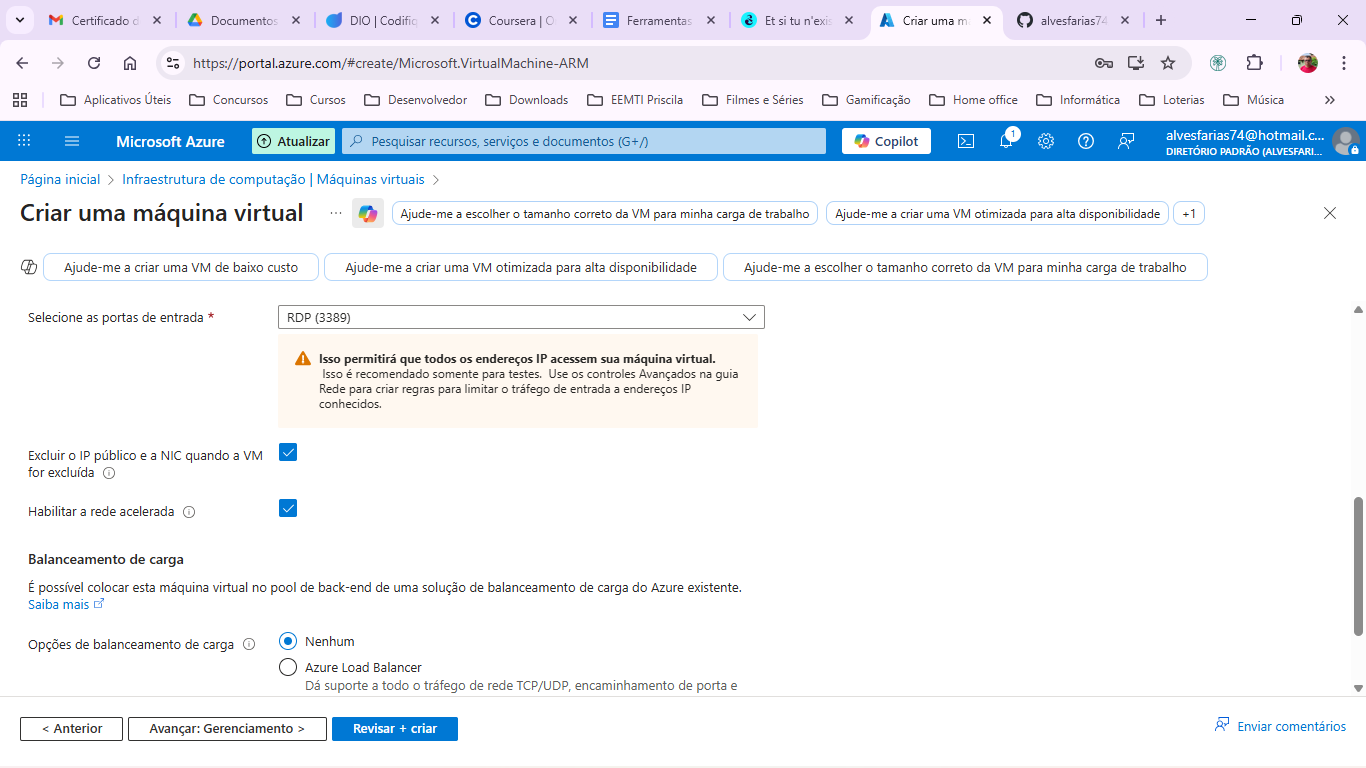 Certificado d
Documentos
DIO | Codifiq
Coursera | O
Ferramentas
Et si tu n'exis
Criar uma m
alvesfarias74
https://portal.azure.com/#create/Microsoft.VirtualMachine-ARM
Aplicativos Úteis
Concursos
Cursos
Desenvolvedor
Downloads
EEMTI Priscila
Filmes e Séries
Gamificação
Home office
Informática
Loterias
Música
Microsoft Azure
Atualizar
Pesquisar recursos, serviços e documentos (G+/)
Copilot
1
alvesfarias74@hotmail.c...
DIRETÓRIO PADRÃO (ALVESFARI...
Página inicial > Infraestrutura de computação | Máquinas virtuais >
Criar uma máquina virtual
...
Ajude-me a escolher o tamanho correto da VM para minha carga de trabalho
Ajude-me a criar uma VM otimizada para alta disponibilidade
+1
Ajude-me a criar uma VM de baixo custo
Ajude-me a criar uma VM otimizada para alta disponibilidade
Ajude-me a escolher o tamanho correto da VM para minha carga de trabalho
Selecione as portas de entrada *
RDP (3389)
Isso permitirá que todos os endereços IP acessem sua máquina virtual.
Isso é recomendado somente para testes. Use os controles Avançados na guia
Rede para criar regras para limitar o tráfego de entrada a endereços IP
conhecidos.
Excluir o IP público e a NIC quando a VM
for excluída
Habilitar a rede acelerada
Balanceamento de carga
É possível colocar esta máquina virtual no pool de back-end de uma solução de balanceamento de carga do Azure existente.
Saiba mais
Opções de balanceamento de carga
Nenhum
Azure Load Balancer
Dá suporte a todo o tráfego de rede TCP/UDP, encaminhamento de porta e
< Anterior
Avançar: Gerenciamento >
Revisar + criar
Enviar comentários